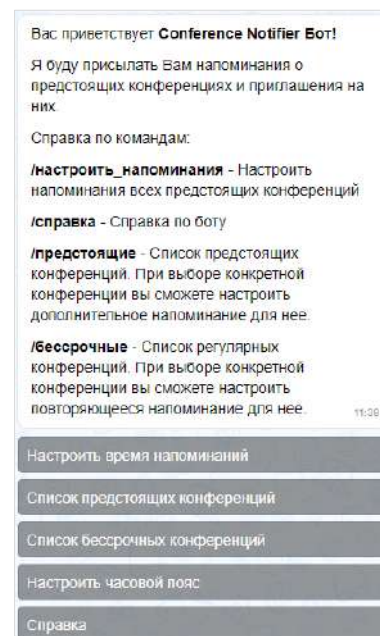 Вас приветствует Conference Notifier Бот!
Я буду присылать Вам напоминания о
предстоящих конференциях и приглашения на
них.
Справка по командам:
/настроить_напоминания - Настроить
напоминания всех предстоящих конференций
/справка - Справка по боту
/предстоящие - Список предстоящих
конференций. При выборе конкретной
конференции вы сможете настроить
дополнительное напоминание для нее.
/бессрочные - Список регулярных
конференций. При выборе конкретной
конференции вы сможете настроить
повторяющееся напоминание для нее.
11:39
Настроить время напоминаний
Список предстоящих конференций
Список бессрочных конференций
Настроить часовой пояс
Справка